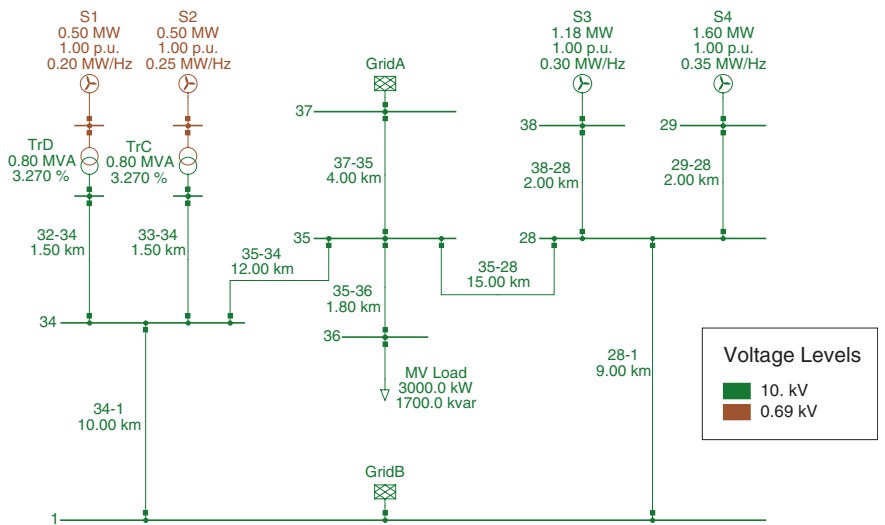 S1
0.50 MW
1.00 p.u.
0.20 MW/Hz
S2
0.50 MW
1.00 p.u.
0.25 MW/Hz
GridA
S3
1.18 MW
1.00 p.u.
0.30 MW/Hz
S4
1.60 MW
1.00 p.u.
0.35 MW/Hz
37
38
29
TrD
0.80 MVA
3.270 %
TrC
0.80 MVA
3.270 %
37-35
4.00 km
38-28
2.00 km
29-28
2.00 km
32-34
1.50 km
33-34
1.50 km
35
28
35-34
12.00 km
35-28
15.00 km
35-36
1.80 km
34
36
MV Load
3000.0 kW
1700.0 kvar
28-1
9.00 km
34-1
10.00 km
GridB
1
Voltage Levels
10. kV
0.69 kV